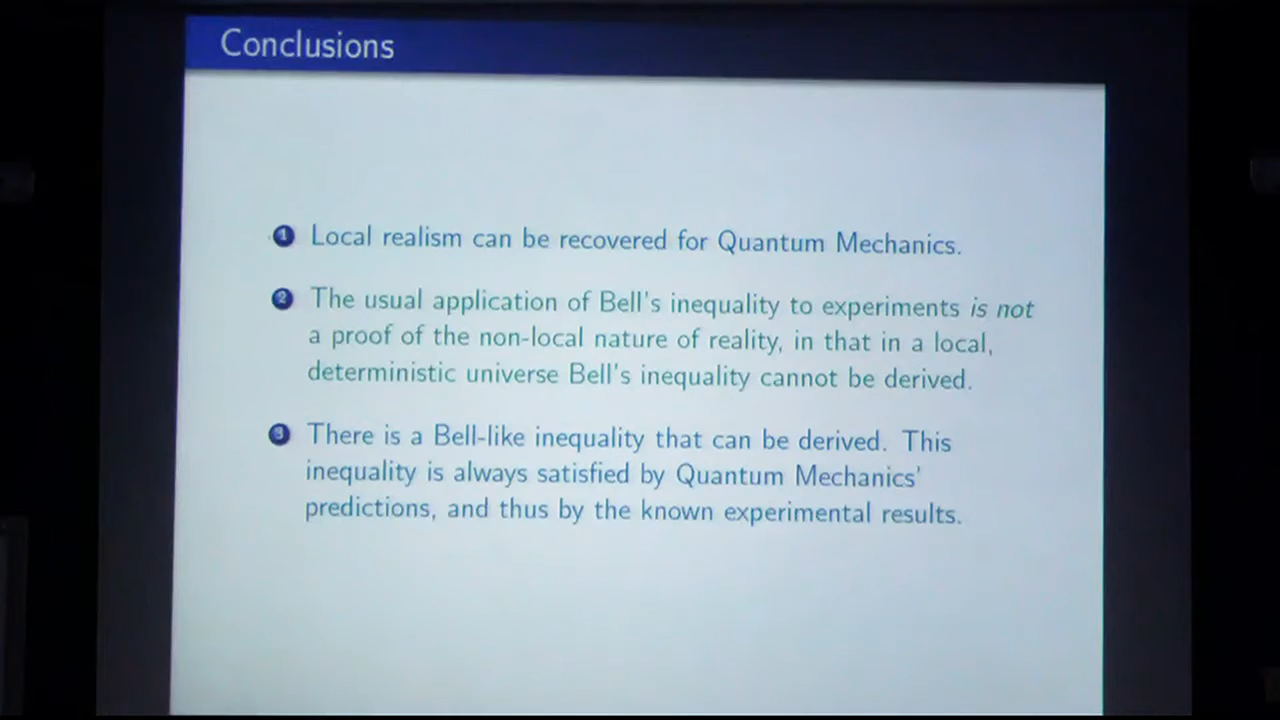 Conclusions
1 Local realism can be recovered for Quantum Mechanics.
2 The usual application of Bell's inequality to experiments is not
a proof of the non-local nature of reality, in that in a local,
deterministic universe Bell's inequality cannot be derived.
3 There is a Bell-like inequality that can be derived. This
inequality is always satisfied by Quantum Mechanics'
predictions, and thus by the known experimental results.